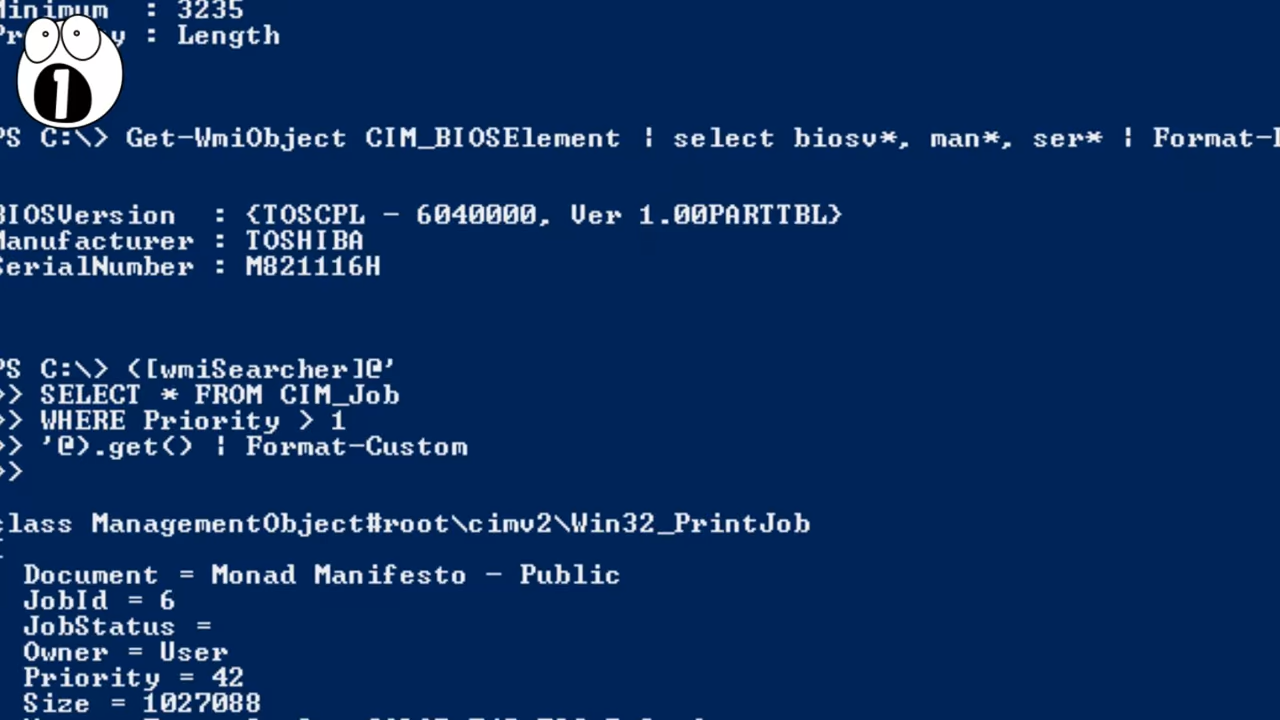 Minimum : 3235
: Length
1
PS C:\> Get-WmiObject CIM_BIOSElement | select biosv*, man*, ser* | Format-
BIOSVersion : {TOSCPL - 6040000, Ver 1.00PARTTBL}
Manufacturer : TOSHIBA
SerialNumber : M821116H
PS C:\> ([wmiSearcher]@'
>> SELECT * FROM CIM_Job
>> WHERE Priority > 1
>> '@).get() | Format-Custom
>>
class ManagementObject#root\cimv2\Win32_PrintJob
{
Document = Monad Manifesto - Public
JobId = 6
JobStatus =
Owner = User
Priority = 42
Size = 1027088